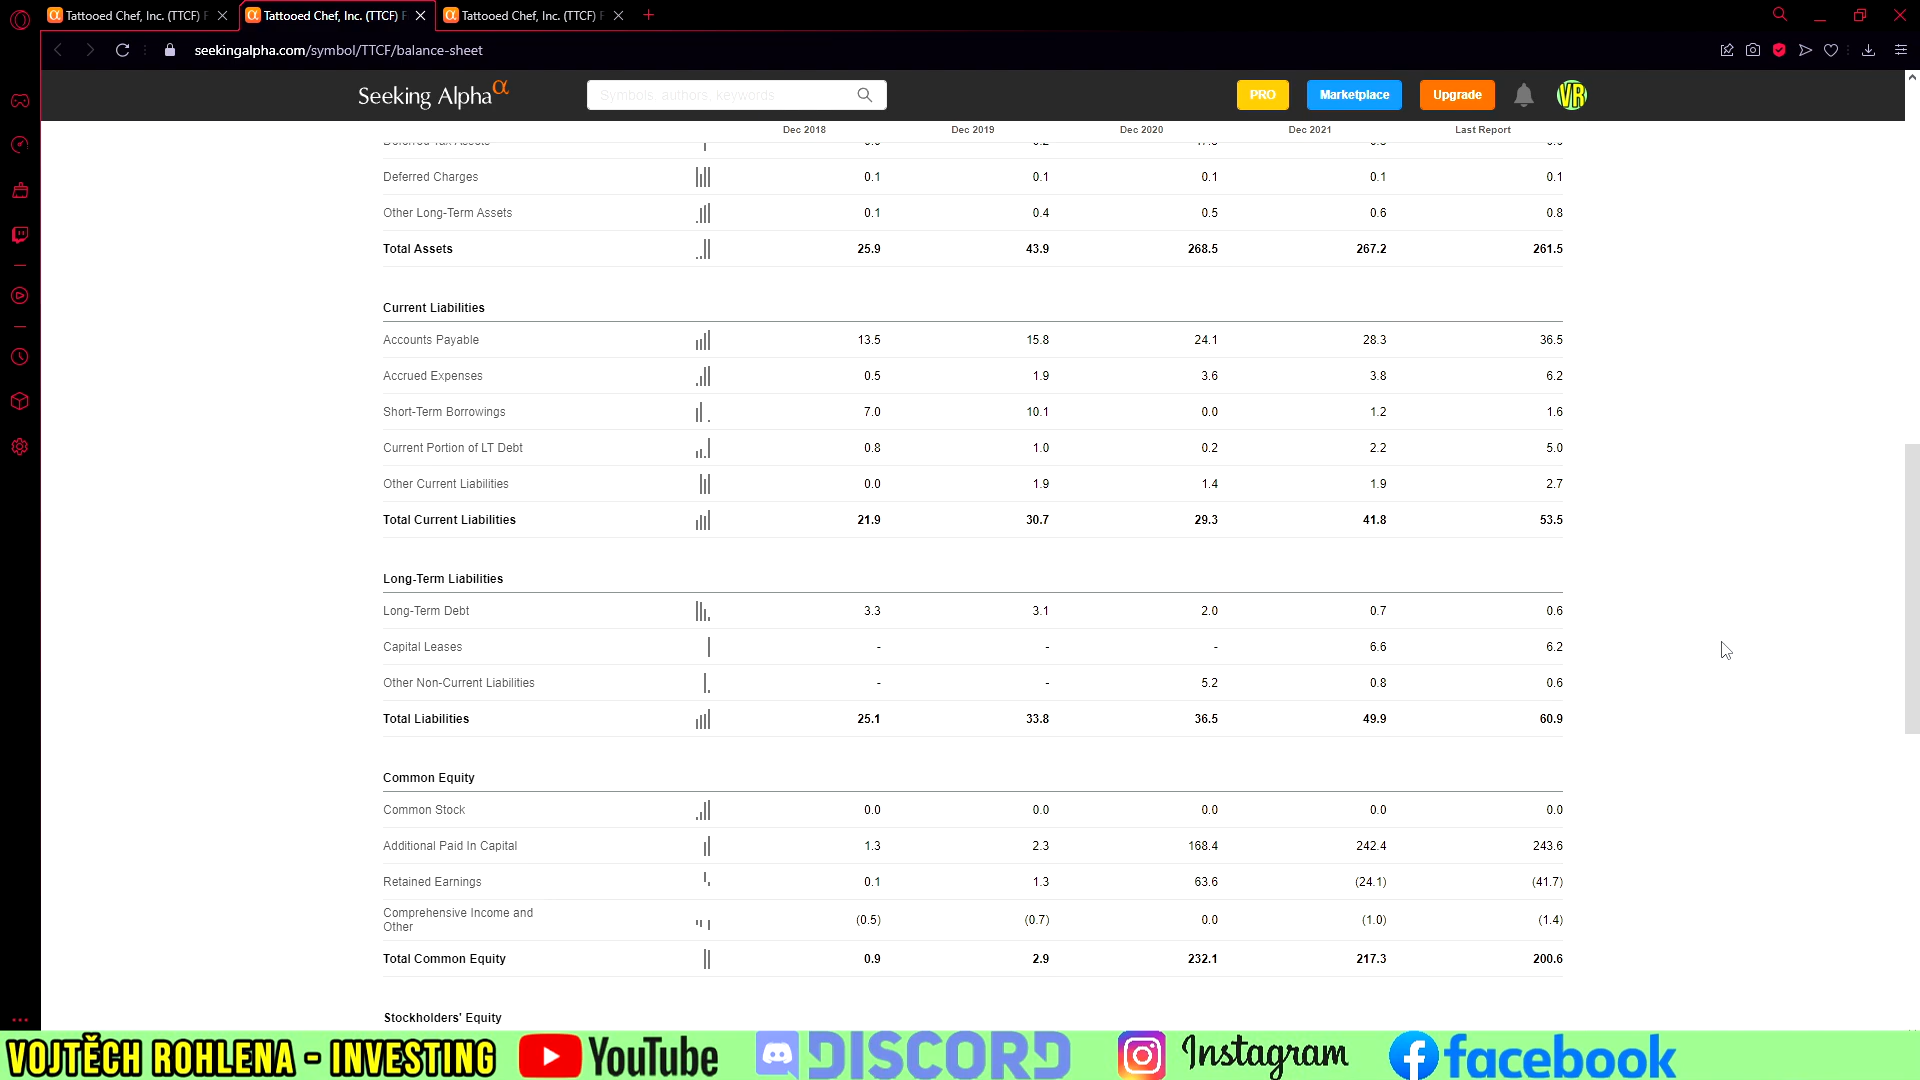 Tattooed Chef, Inc. (TTCF) F
Tattooed Chef, Inc. (TTCF) F
Tattooed Chef, Inc. (TTCF) F
seekingalpha.com/symbol/TTCF/balance-sheet
Seeking Alpha α
Symbols, authors, keywords
PRO
Marketplace
Upgrade
VR
Dec 2018 Dec 2019 Dec 2020 Dec 2021 Last Report
Deferred Charges 0.1 0.1 0.1 0.1 0.1
Other Long-Term Assets 0.1 0.4 0.5 0.6 0.8
Total Assets 25.9 43.9 268.5 267.2 261.5
Current Liabilities
Accounts Payable 13.5 15.8 24.1 28.3 36.5
Accrued Expenses 0.5 1.9 3.6 3.8 6.2
Short-Term Borrowings 7.0 10.1 0.0 1.2 1.6
Current Portion of LT Debt 0.8 1.0 0.2 2.2 5.0
Other Current Liabilities 0.0 1.9 1.4 1.9 2.7
Total Current Liabilities 21.9 30.7 29.3 41.8 53.5
Long-Term Liabilities
Long-Term Debt 3.3 3.1 2.0 0.7 0.6
Capital Leases - - - 6.6 6.2
Other Non-Current Liabilities - - 5.2 0.8 0.6
Total Liabilities 25.1 33.8 36.5 49.9 60.9
Common Equity
Common Stock 0.0 0.0 0.0 0.0 0.0
Additional Paid In Capital 1.3 2.3 168.4 242.4 243.6
Retained Earnings 0.1 1.3 63.6 (24.1) (41.7)
Comprehensive Income and
Other (0.5) (0.7) 0.0 (1.0) (1.4)
Total Common Equity 0.9 2.9 232.1 217.3 200.6
Stockholders' Equity
VOJTĚCH ROHLENA - INVESTING YouTube DISCORD Instagram facebook